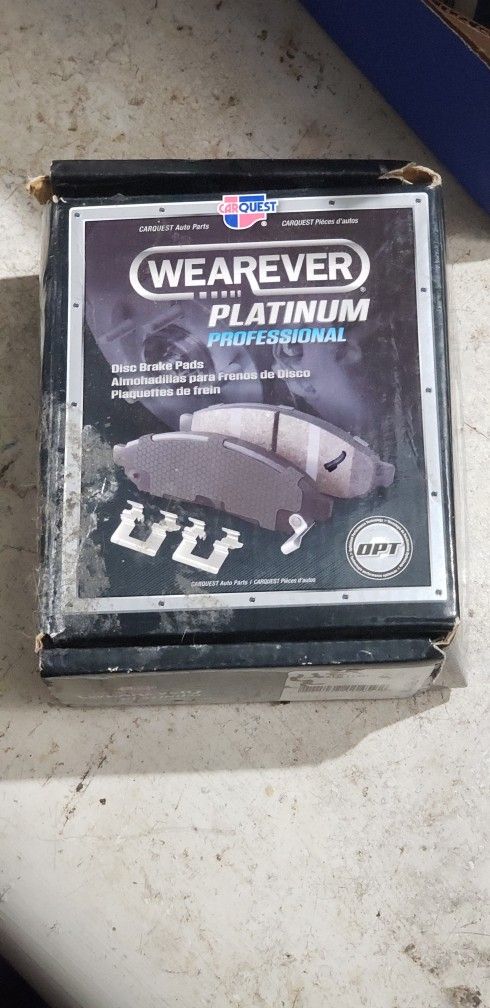 CARQUEST
CARQUEST Auto Parts
CARQUEST Pièces d'autos
WEAREVER
PLATINUM
PROFESSIONAL
Disc Brake Pads
Almohadillas para Frenos de Disco
Plaquettes de frein
OPT
CARQUEST Auto Parts / CARQUEST Pièces d'autos